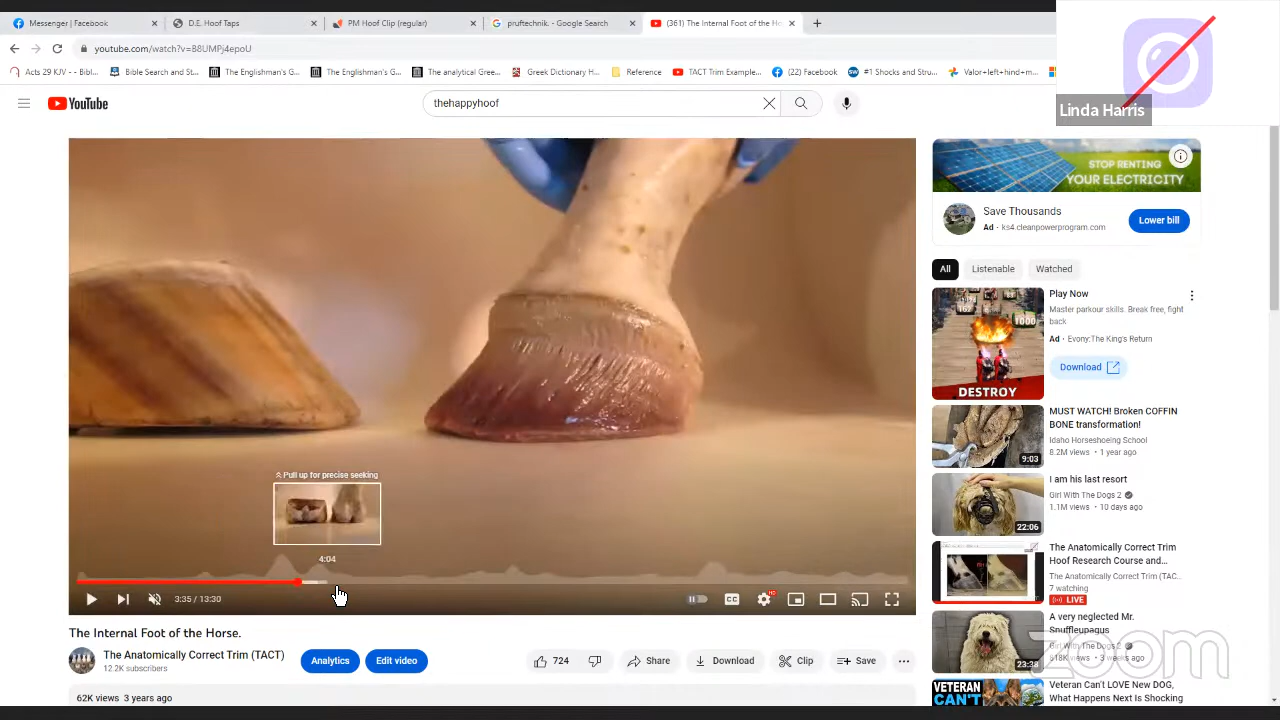 Messenger | Facebook
D.E. Hoof Taps
PM Hoof Clip (regular)
pruftechnik. - Google Search
(361) The Internal Foot of the Ho
youtube.com/watch?v=B8UMPj4epoU
Acts 29 KJV -- Bibl...
Bible Search and St...
The Englishman's G...
The Englishman's G...
The analytical Gree...
Greek Dictionary H...
Reference
TACT Trim Example...
(22) Facebook
#1 Shocks and Stru...
Valor+left+hind+m...
Linda Harris
YouTube
thehappyhoof
STOP RENTING
YOUR ELECTRICITY
Save Thousands
Ad · ks4.cleanpowerprogram.com
Lower bill
All
Listenable
Watched
162
1000
DESTROY
Play Now
Master parkour skills. Break free, fight
back
Ad · Evony:The King's Return
Download
MUST WATCH! Broken COFFIN
BONE transformation!
Idaho Horseshoeing School
8.2M views · 1 year ago
9:03
I am his last resort
Girl With The Dogs 2
1.1M views · 10 days ago
22:06
The Anatomically Correct Trim
Hoof Research Course and...
The Anatomically Correct Trim (TAC...
7 watching
LIVE
A very neglected Mr.
Snuffleupagus
Girl With The Dogs 2
618K views · 3 weeks ago
23:38
VETERAN
CAN'T
Veteran Can't LOVE New DOG,
What Happens Next Is Shocking
Pull up for precise seeking
4:04
3:35 / 13:30
CC
HD
The Internal Foot of the Horse.
The Anatomically Correct Trim (TACT)
12.2K subscribers
Analytics
Edit video
724
Share
Download
Clip
Save
62K views 3 years ago
zoom